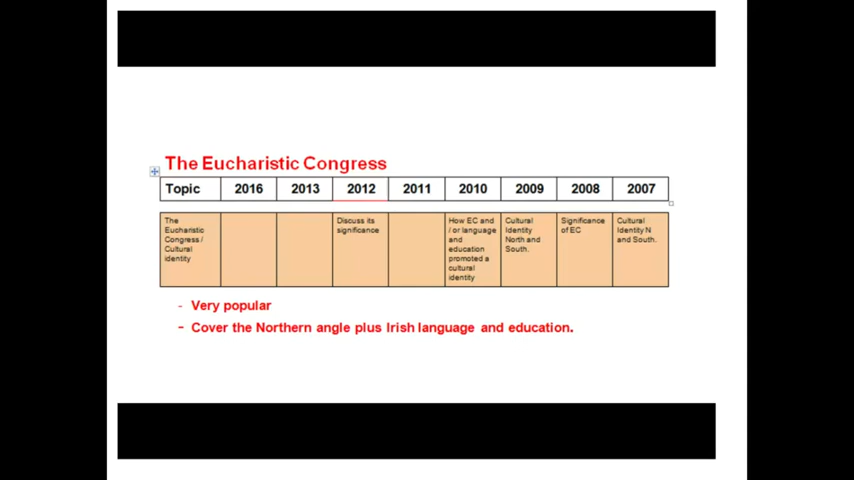 The Eucharistic Congress
Topic 2016 2013 2012 2011 2010 2009 2008 2007
The
Eucharistic
Congress /
Cultural
identity
Discuss its
significance
How EC and
/ or language
and
education
promoted a
cultural
identity
Cultural
Identity
North and
South.
Significance
of EC
Cultural
Identity N
and South.
- Very popular
- Cover the Northern angle plus Irish language and education.